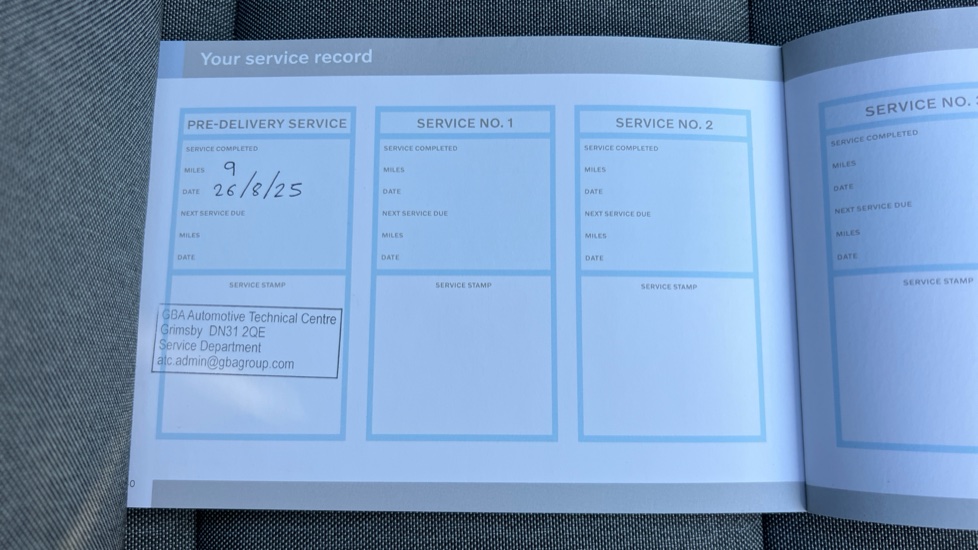 Your service record
PRE-DELIVERY SERVICE
SERVICE COMPLETED
MILES 9
DATE 26/8/25
NEXT SERVICE DUE
MILES
DATE
SERVICE STAMP
GBA Automotive Technical Centre
Grimsby DN31 2QE
Service Department
atc.admin@gbagroup.com
SERVICE NO. 1
SERVICE COMPLETED
MILES
DATE
NEXT SERVICE DUE
MILES
DATE
SERVICE STAMP
SERVICE NO. 2
SERVICE COMPLETED
MILES
DATE
NEXT SERVICE DUE
MILES
DATE
SERVICE STAMP
SERVICE NO.
SERVICE COMPLETED
MILES
DATE
NEXT SERVICE DUE
MILES
DATE
SERVICE STAMP